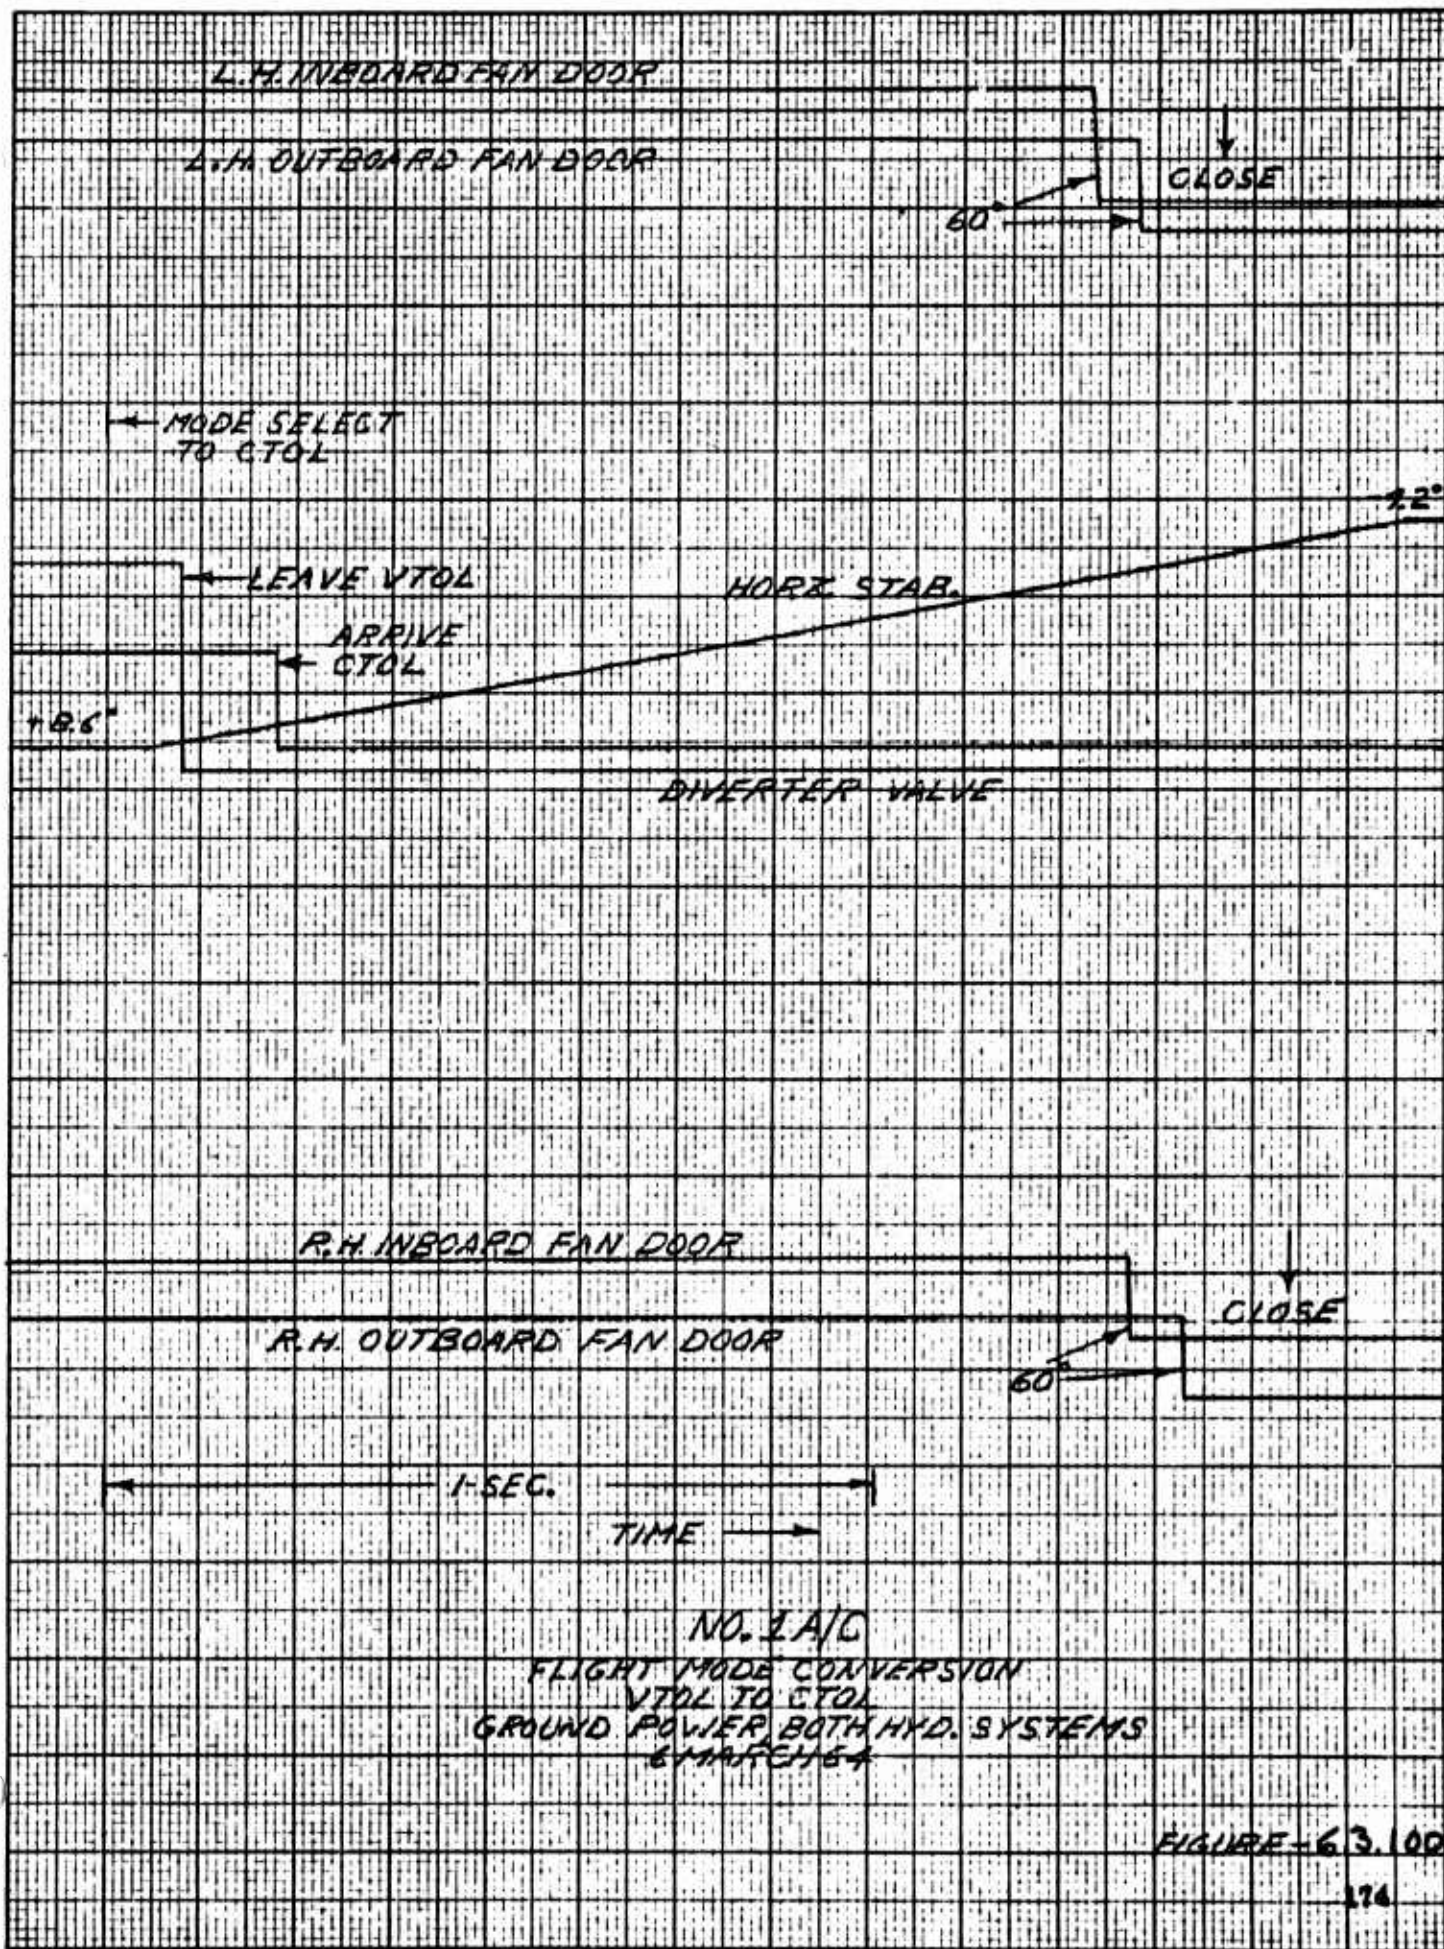 L.H. INBOARD FAN DOOR
L.H. OUTBOARD FAN DOOR
CLOSE
60°
MODE SELECT
TO CTOL
LEAVE VTOL
HORZ. STAB.
ARRIVE
CTOL
+8.6°
DIVERTER VALVE
R.H. INBOARD FAN DOOR
CLOSE
R.H. OUTBOARD FAN DOOR
60°
1-SEC.
TIME
NO. 1 A/C
FLIGHT MODE CONVERSION
VTOL TO CTOL
GROUND POWER, BOTH HYD. SYSTEMS
6 MARCH 64
FIGURE-6.3.100
174